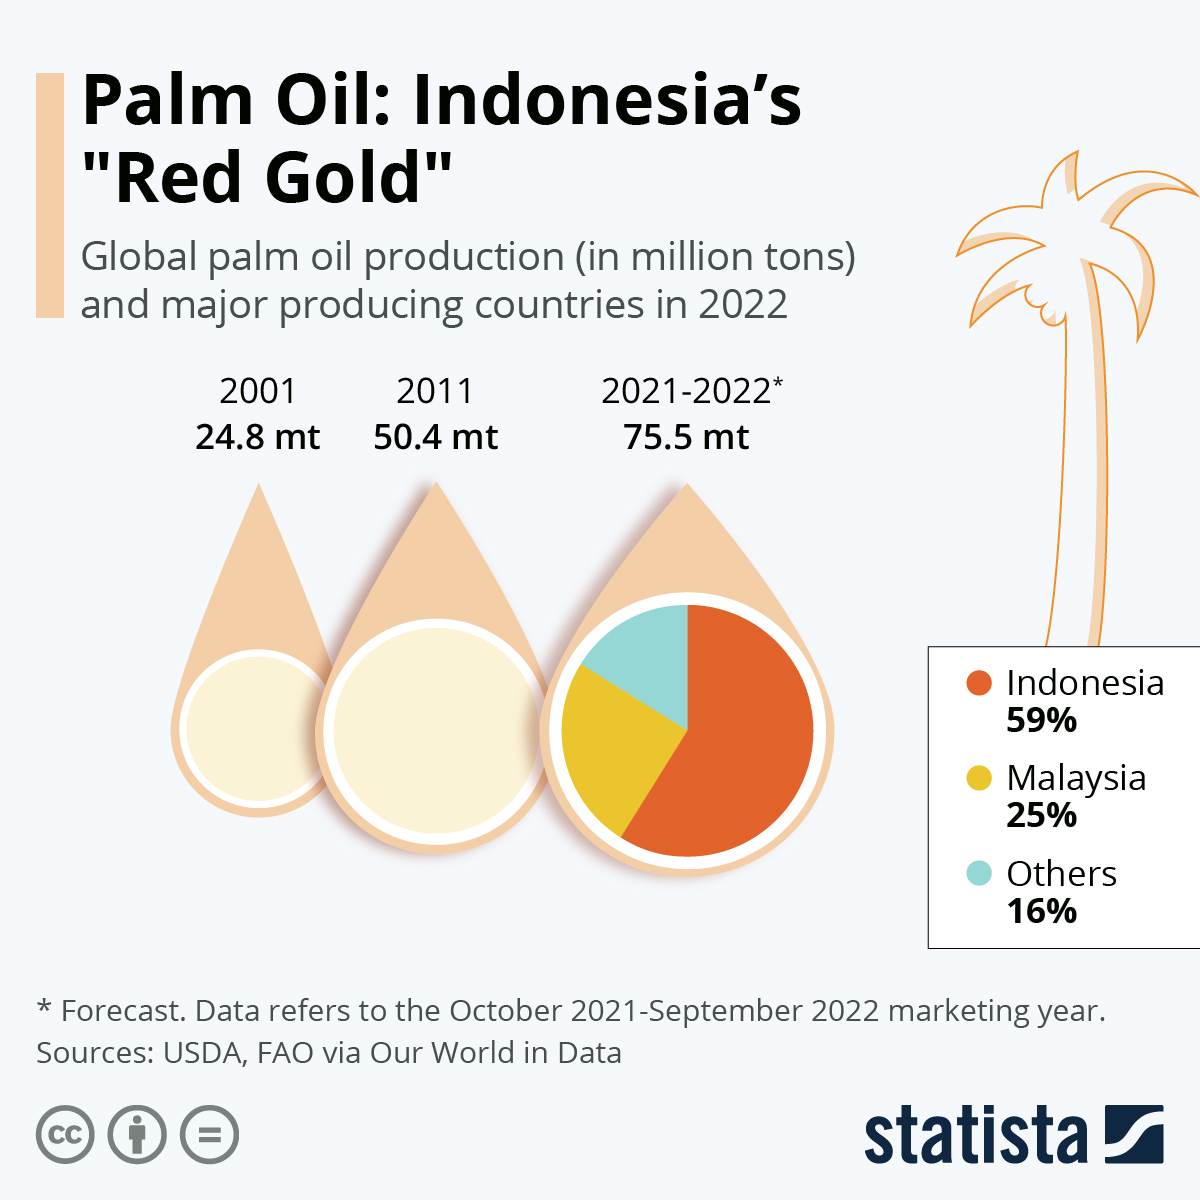 Palm Oil: Indonesia’s
"Red Gold"
Global palm oil production (in million tons)
and major producing countries in 2022
2001
24.8 mt
2011
50.4 mt
2021-2022*
75.5 mt
Indonesia
59%
Malaysia
25%
Others
16%
* Forecast. Data refers to the October 2021-September 2022 marketing year.
Sources: USDA, FAO via Our World in Data
cc
=
statista